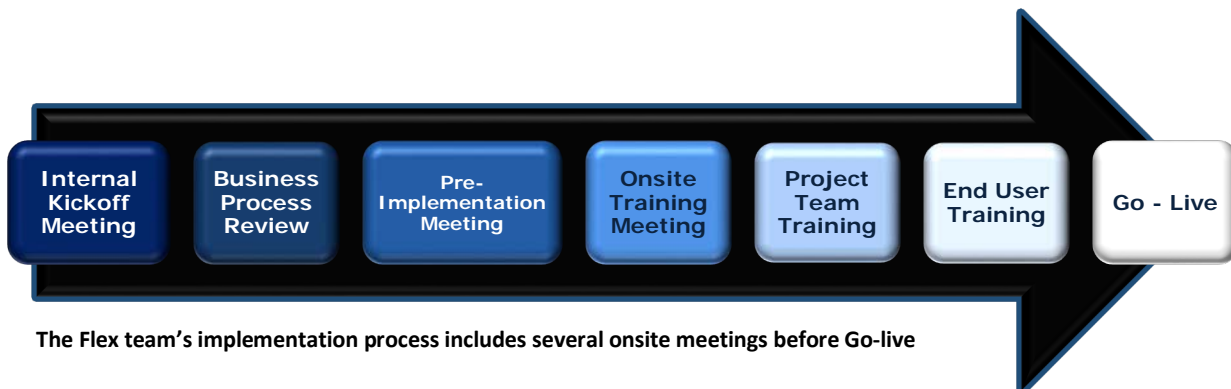 Internal
Kickoff
Meeting
Business
Process
Review
Pre-
Implementation
Meeting
Onsite
Training
Meeting
Project
Team
Training
End User
Training
Go - Live
The Flex team’s implementation process includes several onsite meetings before Go-live